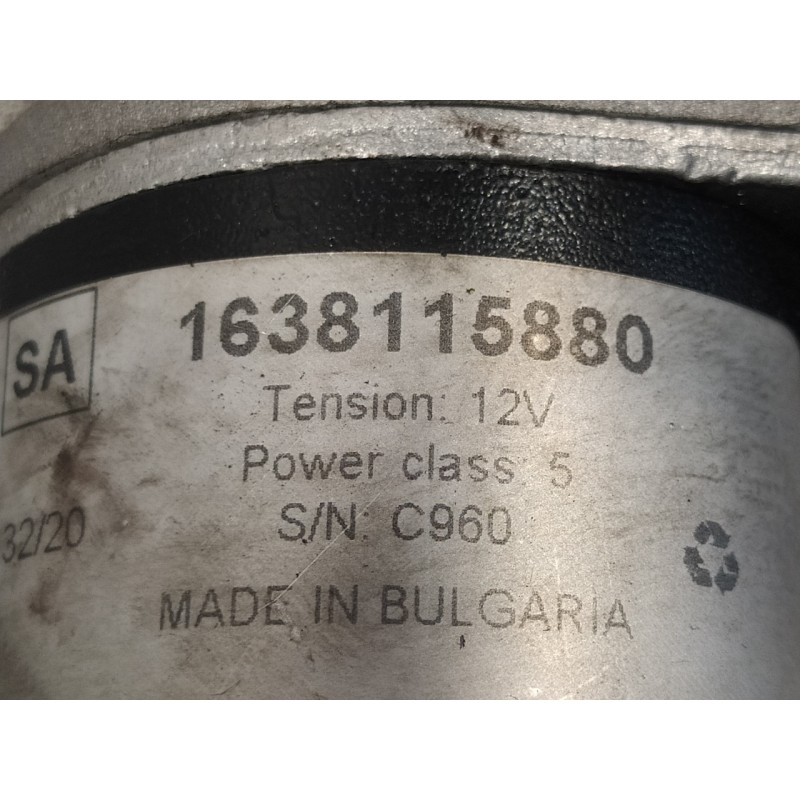 SA
1638115880
Tension: 12V
Power class: 5
S/N: C960
32/20
MADE IN BULGARIA